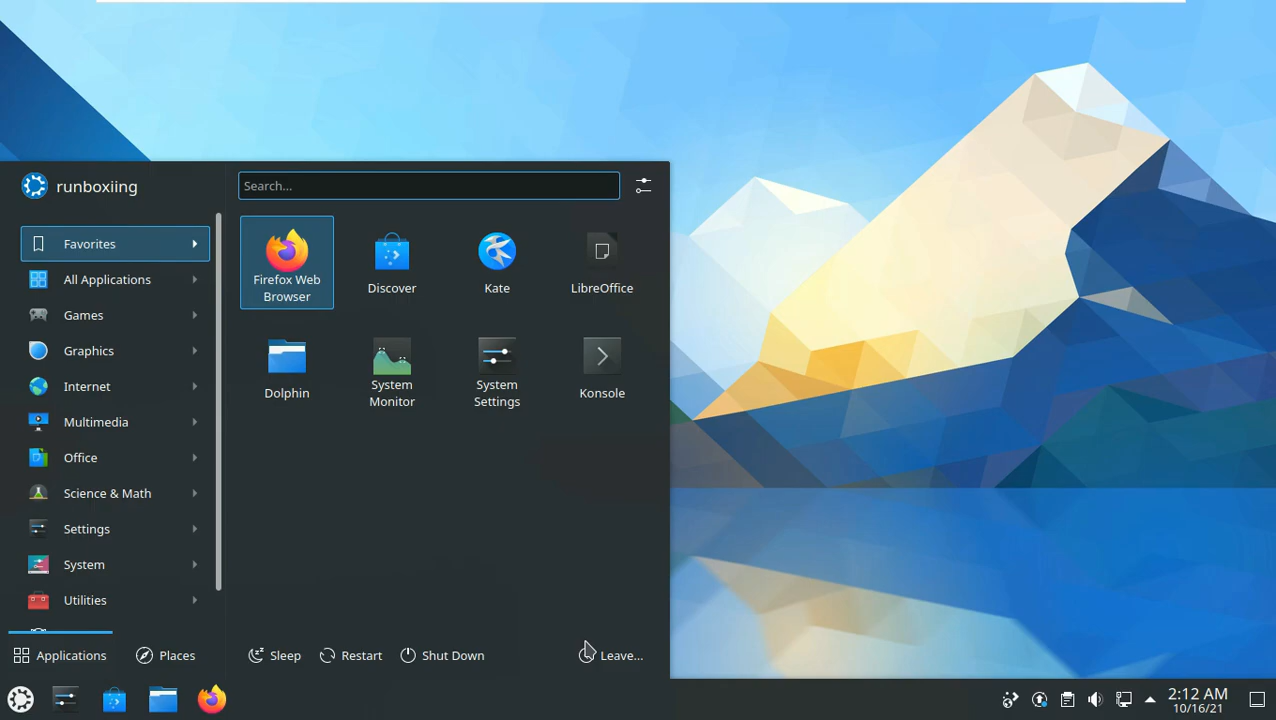 runboxiing
Search...
Favorites
All Applications
Games
Graphics
Internet
Multimedia
Office
Science & Math
Settings
System
Utilities
Firefox Web
Browser
Discover
Kate
LibreOffice
Dolphin
System
Monitor
System
Settings
Konsole
Applications
Places
Sleep
Restart
Shut Down
Leave...
2:12 AM
10/16/21